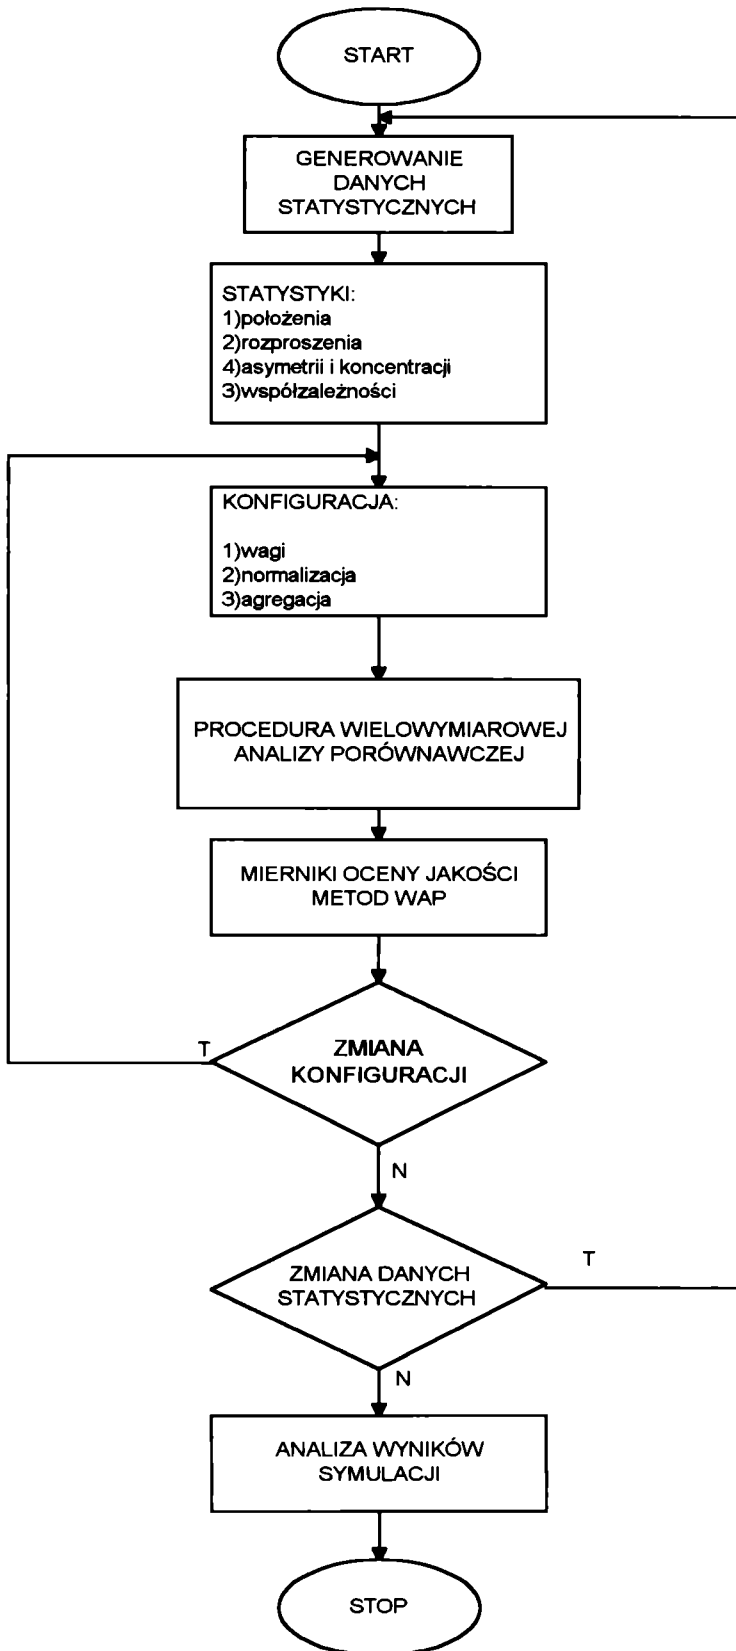 START
GENEROWANIE
DANYCH
STATYSTYCZNYCH
STATYSTYKI:
1)położenia
2)rozproszenia
4)asymetrii i koncentracji
3)współzależności
KONFIGURACJA:
1)wagi
2)normalizacja
3)agregacja
PROCEDURA WIELOWYMIAROWEJ
ANALIZY PORÓWNAWCZEJ
MIERNIKI OCENY JAKOŚCI
METOD WAP
T
ZMIANA
KONFIGURACJI
N
ZMIANA DANYCH
STATYSTYCZNYCH
T
N
ANALIZA WYNIKÓW
SYMULACJI
STOP